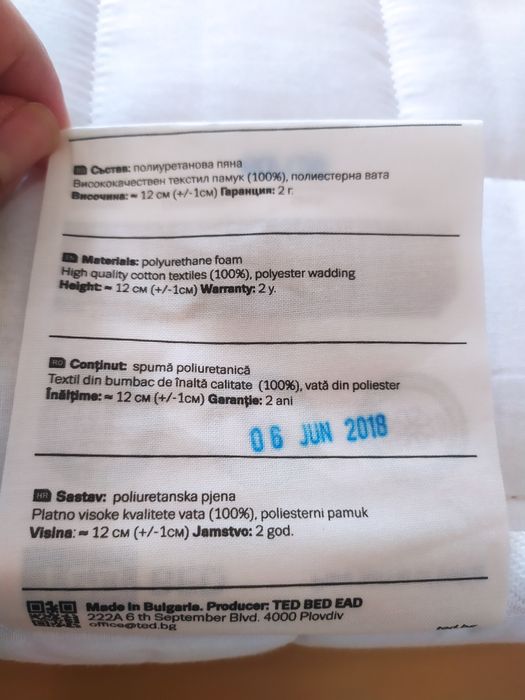 Състав: полиуретанова пяна
Висококачествен текстил памук (100%), полиестерна вата
Височина: ≈ 12 см (+/-1см) Гаранция: 2 г.
Materials: polyurethane foam
High quality cotton textiles (100%), polyester wadding
Height: ≈ 12 см (+/-1см) Warranty: 2 y.
RO Conținut: spumă poliuretanică
Textil din bumbac de înaltă calitate (100%), vată din poliester
Înălțime: ≈ 12 см (+/-1см) Garanție: 2 ani
06 JUN 2018
HR Sastav: poliuretanska pjena
Platno visoke kvalitete vata (100%), poliesterni pamuk
Visina: ≈ 12 см (+/-1см) Jamstvo: 2 god.
Made in Bulgaria. Producer: TED BED EAD
222A 6 th September Blvd. 4000 Plovdiv
office@ted.bg